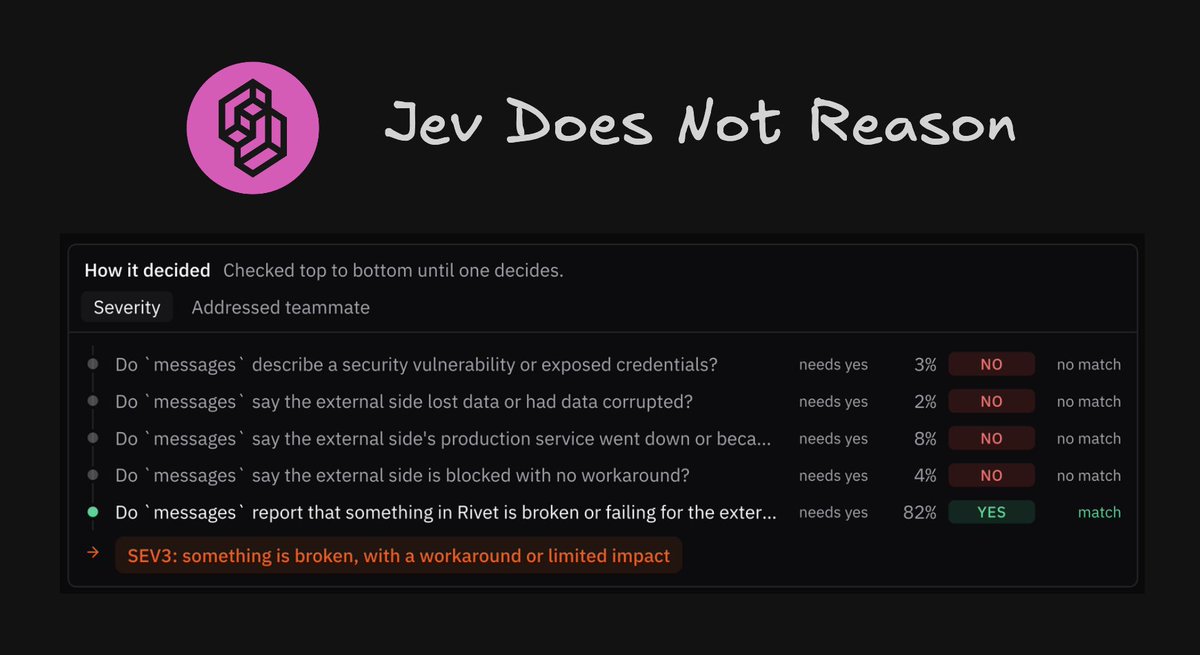 Jev Does Not Reason
How it decided Checked top to bottom until one decides.
Severity Addressed teammate
Do `messages` describe a security vulnerability or exposed credentials? needs yes 3% NO no match
Do `messages` say the external side lost data or had data corrupted? needs yes 2% NO no match
Do `messages` say the external side's production service went down or beca... needs yes 8% NO no match
Do `messages` say the external side is blocked with no workaround? needs yes 4% NO no match
Do `messages` report that something in Rivet is broken or failing for the exter... needs yes 82% YES match
→ SEV3: something is broken, with a workaround or limited impact